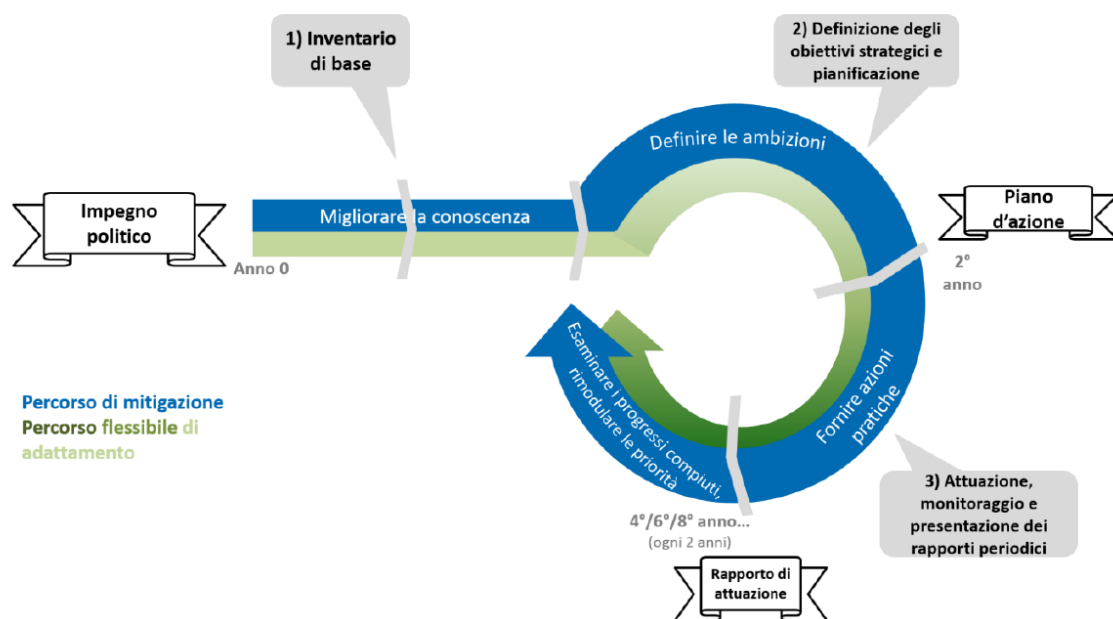 1) Inventario
di base
2) Definizione degli
obiettivi strategici e
pianificazione
Definire le ambizioni
Impegno
politico
Migliorare la conoscenza
Piano
d'azione
Anno 0
2°
anno
Esaminare i progressi compiuti,
rimodulare le priorità
Fornire azioni
pratiche
Percorso di mitigazione
Percorso flessibile di
adattamento
3) Attuazione,
monitoraggio e
presentazione dei
rapporti periodici
4°/6°/8° anno...
(ogni 2 anni)
Rapporto di
attuazione